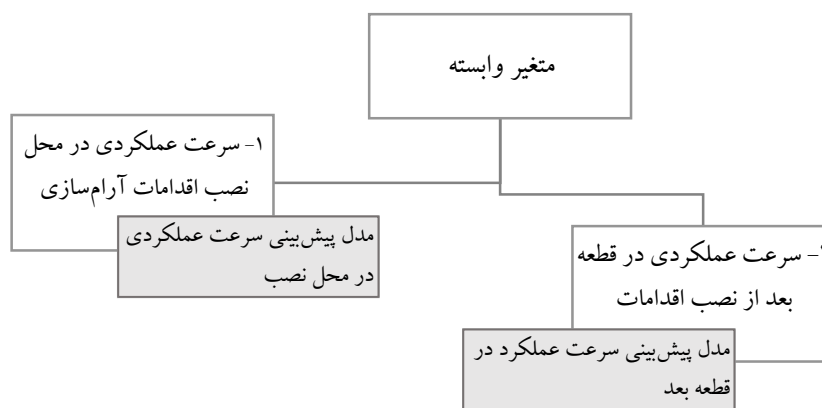 متغیر وابسته
۱- سرعت عملکردی در محل
نصب اقدامات آرام‌سازی
مدل پیش‌بینی سرعت عملکردی
در محل نصب
- سرعت عملکردی در قطعه
بعد از نصب اقدامات
مدل پیش‌بینی سرعت عملکرد در
قطعه بعد